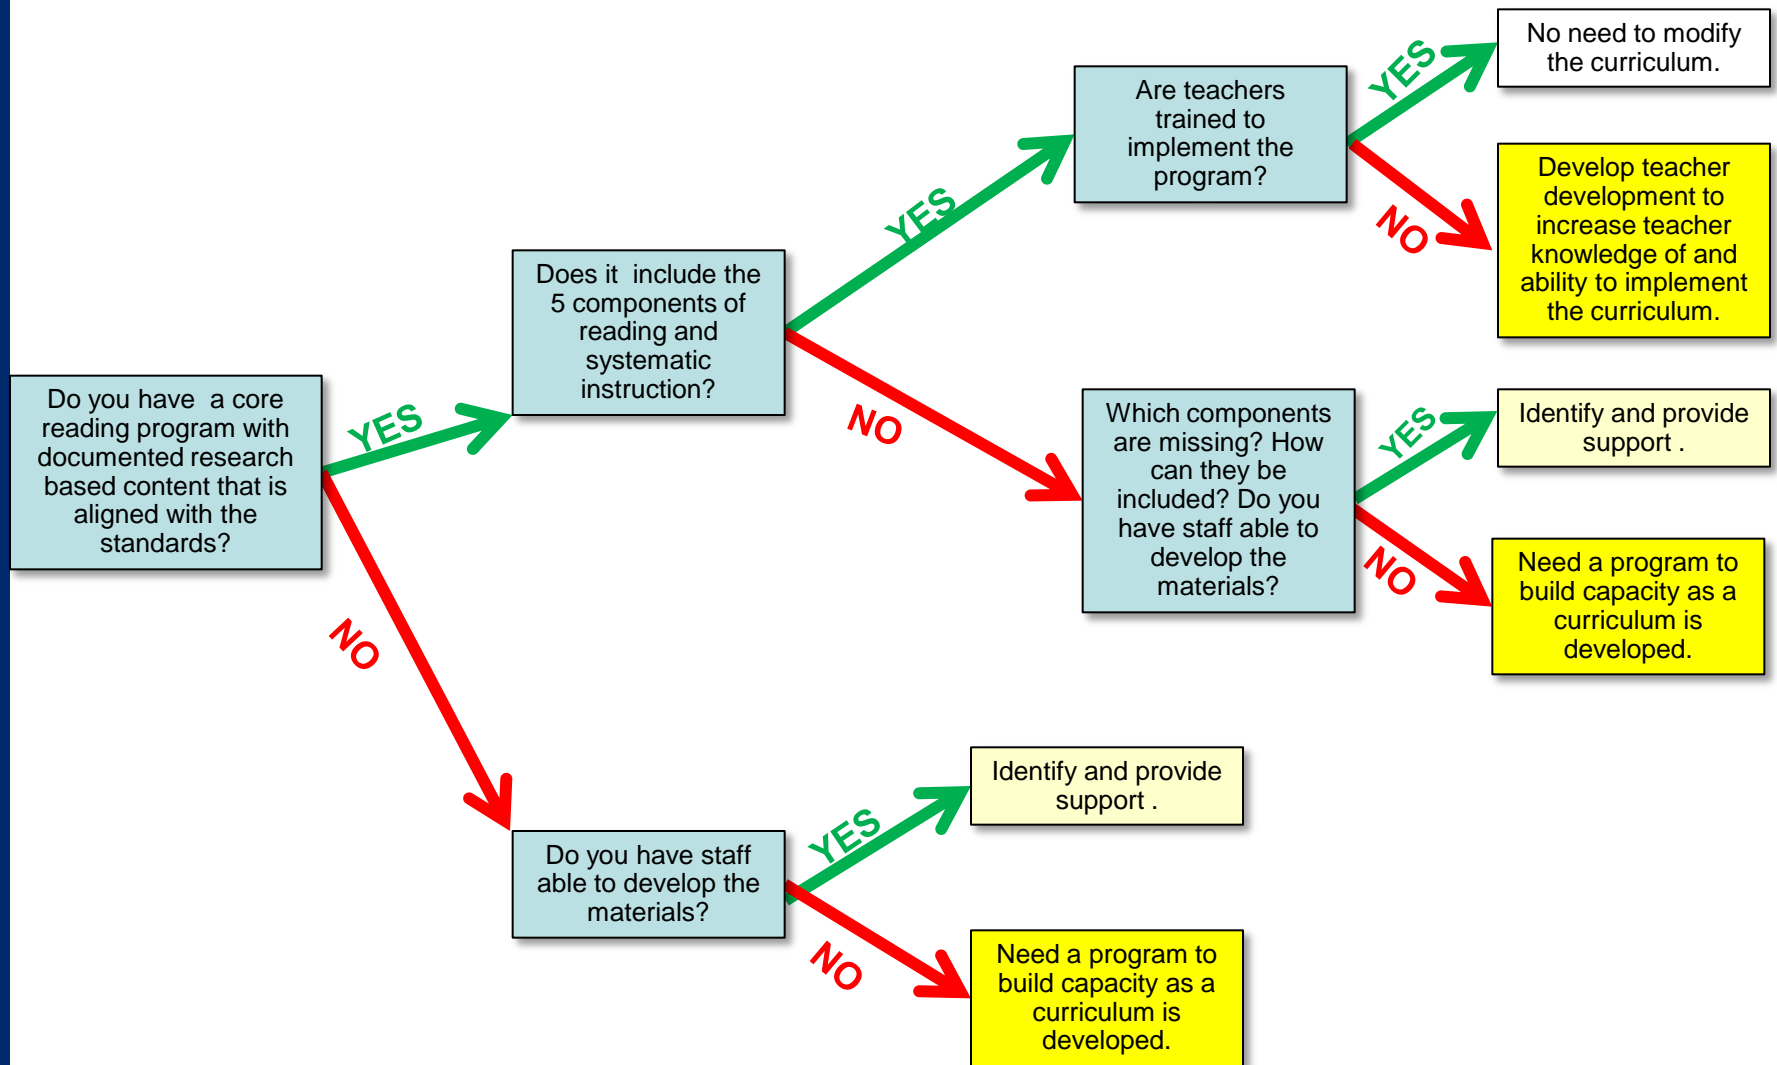 Do you have  a core
reading program with
documented research
based content that is
aligned with the
standards?
YES
NO
Does it  include the
5 components of
reading and
systematic
instruction?
YES
NO
Are teachers
trained to
implement the
program?
YES
NO
No need to modify
the curriculum.
Develop teacher
development to
increase teacher
knowledge of and
ability to implement
the curriculum.
Which components
are missing? How
can they be
included? Do you
have staff able to
develop the
materials?
YES
NO
Identify and provide
support .
Need a program to
build capacity as a
curriculum is
developed.
Do you have staff
able to develop the
materials?
YES
NO
Identify and provide
support .
Need a program to
build capacity as a
curriculum is
developed.